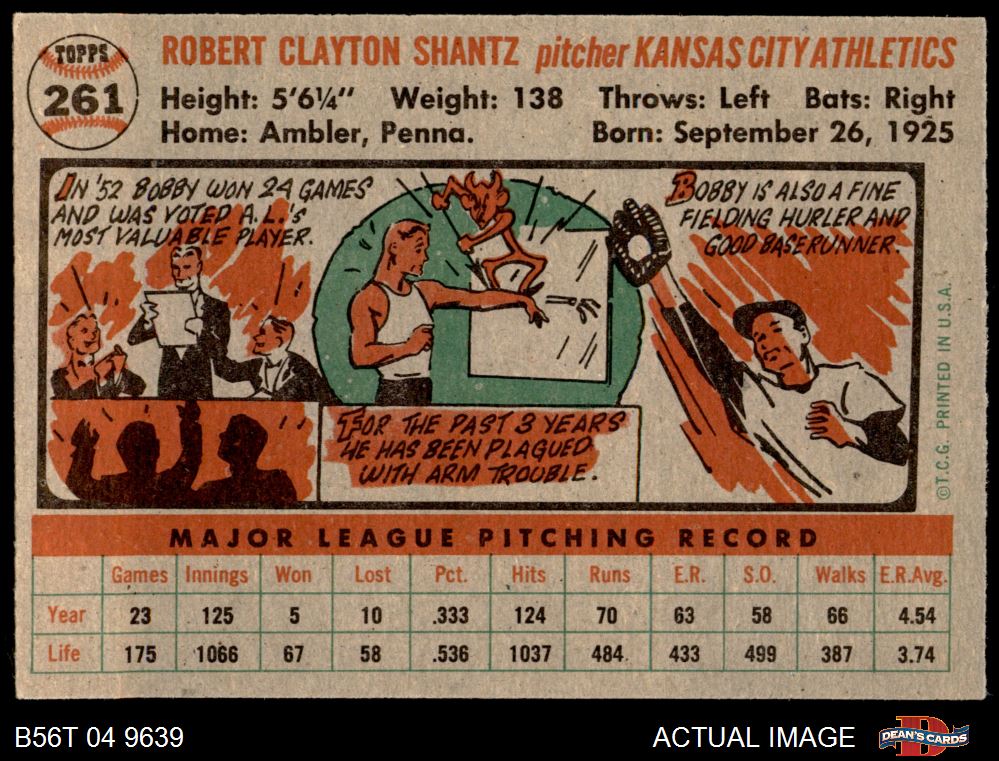 TOPPS
261
ROBERT CLAYTON SHANTZ pitcher KANSAS CITY ATHLETICS
Height: 5'6¼" Weight: 138 Throws: Left Bats: Right
Home: Ambler, Penna. Born: September 26, 1925
IN '52 BOBBY WON 24 GAMES
AND WAS VOTED A.L.'s
MOST VALUABLE PLAYER.
FOR THE PAST 3 YEARS
HE HAS BEEN PLAGUED
WITH ARM TROUBLE.
BOBBY IS ALSO A FINE
FIELDING HURLER AND
GOOD BASERUNNER.
©T.C.G. PRINTED IN U.S.A.
MAJOR LEAGUE PITCHING RECORD
Games Innings Won Lost Pct. Hits Runs E.R. S.O. Walks E.R.Avg.
Year 23 125 5 10 .333 124 70 63 58 66 4.54
Life 175 1066 67 58 .536 1037 484 433 499 387 3.74
B56T 04 9639
ACTUAL IMAGE
D
DEAN'S CARDS